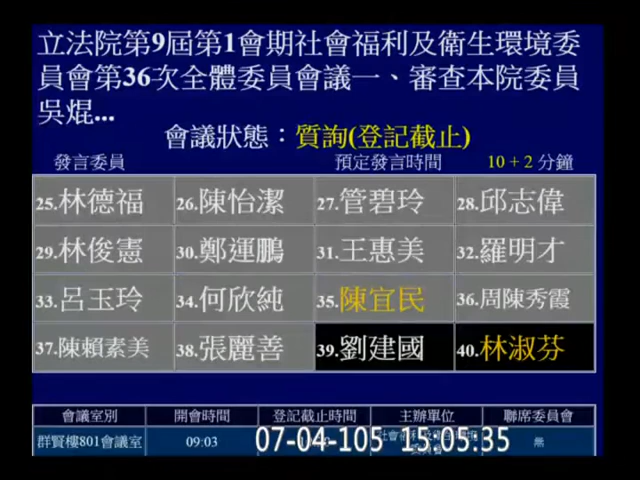 立法院第9屆第1會期社會福利及衛生環境委
員會第36次全體委員會議一、審查本院委員
吳焜...
會議狀態：質詢(登記截止)
發言委員 預定發言時間 10 + 2 分鐘
25.林德福 26.陳怡潔 27.管碧玲 28.邱志偉
29.林俊憲 30.鄭運鵬 31.王惠美 32.羅明才
33.呂玉玲 34.何欣純 35.陳宜民 36.周陳秀霞
37.陳賴素美 38.張麗善 39.劉建國 40.林淑芬
會議室別 開會時間 登記截止時間 主辦單位 聯席委員會
群賢樓801會議室 09:03 無
07-04-105 15:05:35